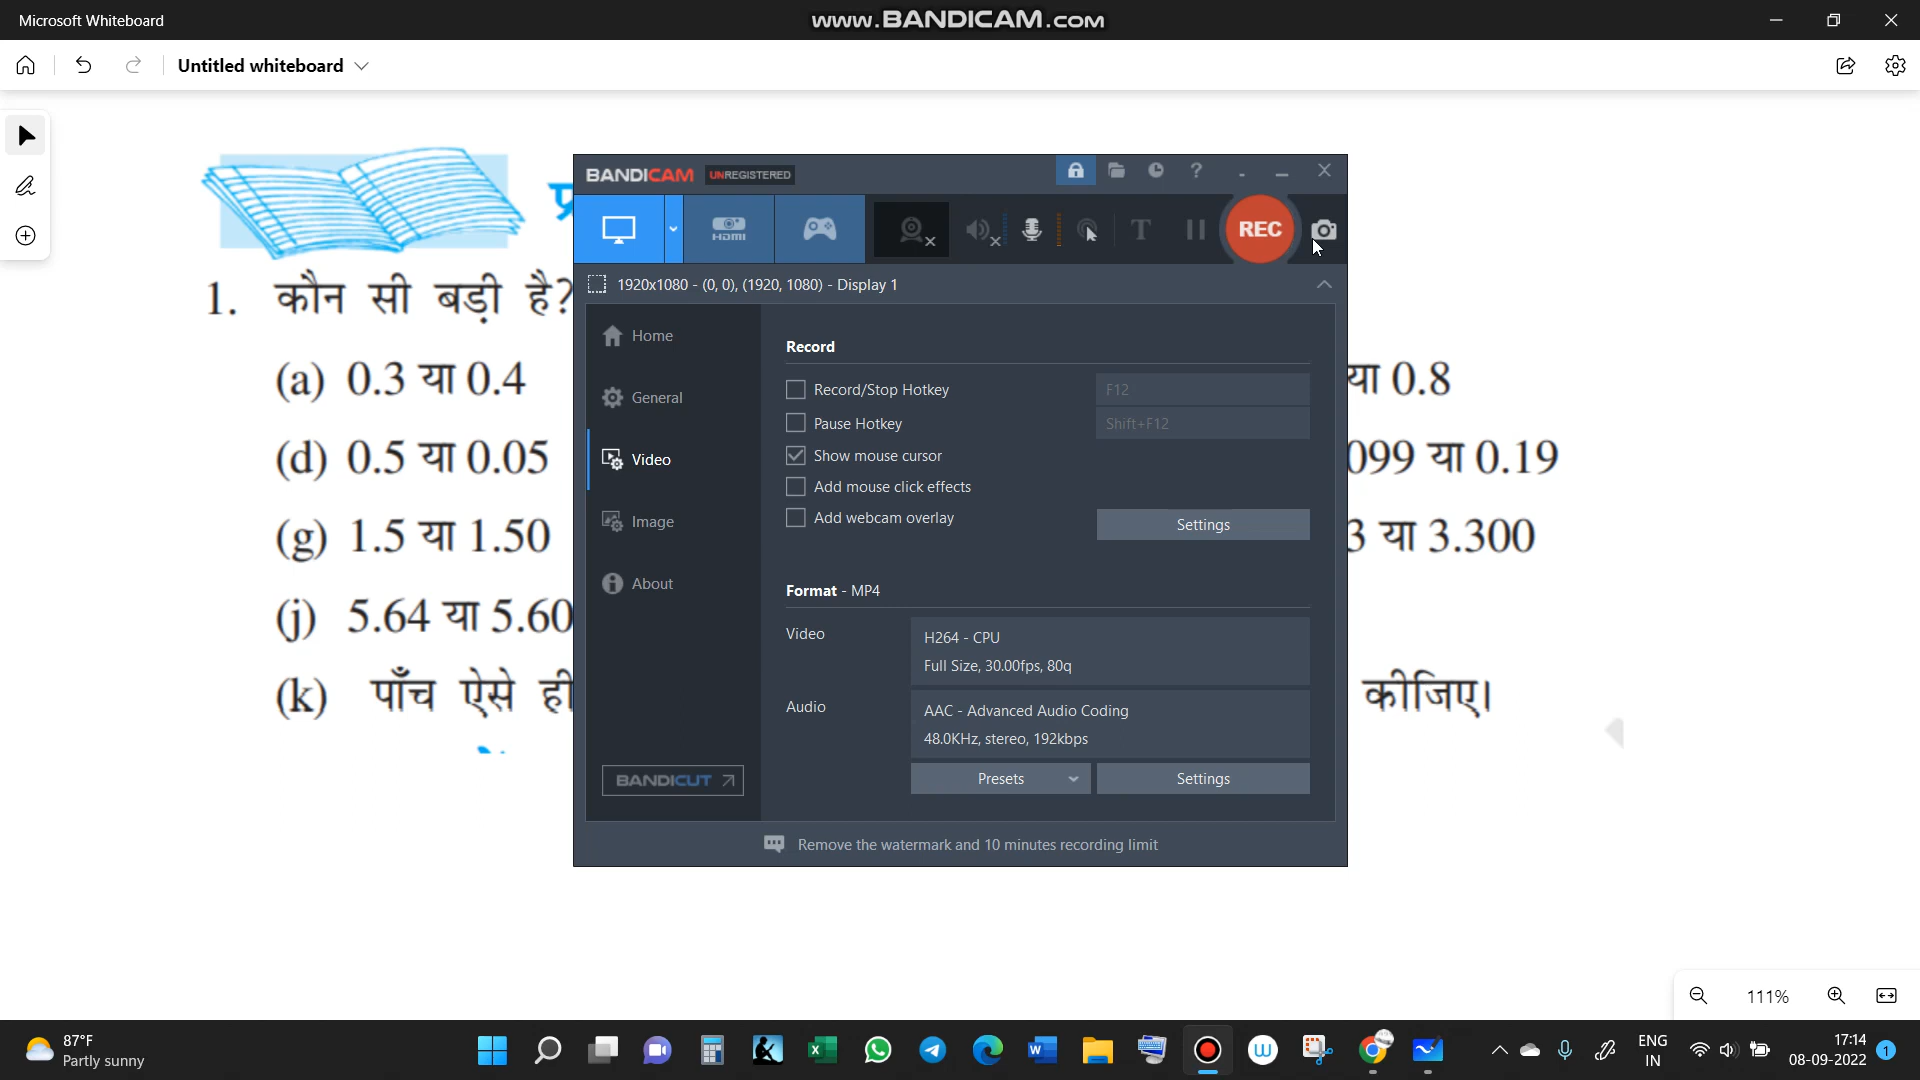 Microsoft Whiteboard
www.BANDICAM.com
Untitled whiteboard
BANDICAM UNREGISTERED
HDMI
T
REC
1920x1080 - (0, 0), (1920, 1080) - Display 1
Home
General
Video
Image
About
BANDICUT
Record
Record/Stop Hotkey F12
Pause Hotkey Shift+F12
Show mouse cursor
Add mouse click effects
Add webcam overlay
Settings
Format - MP4
Video
H264 - CPU
Full Size, 30.00fps, 80q
Audio
AAC - Advanced Audio Coding
48.0KHz, stereo, 192kbps
Presets Settings
Remove the watermark and 10 minutes recording limit
1. कौन सी बड़ी है?
(a) 0.3 या 0.4
या 0.8
(d) 0.5 या 0.05
099 या 0.19
(g) 1.5 या 1.50
3 या 3.300
(j) 5.64 या 5.60
(k) पाँच ऐसे ही
कीजिए।
111%
87°F
Partly sunny
ENG
IN
17:14
08-09-2022
1